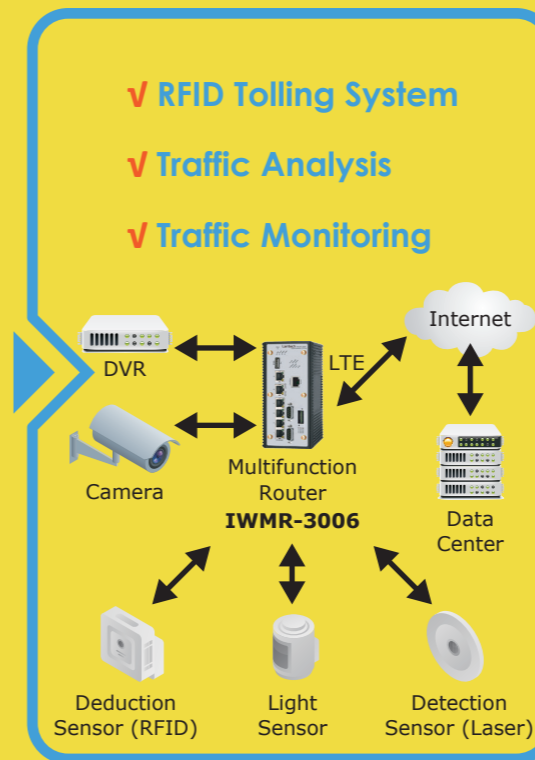 √ RFID Tolling System
√ Traffic Analysis
√ Traffic Monitoring
Internet
LTE
DVR
Camera
Multifunction
Router
IWMR-3006
Data
Center
Deduction
Sensor (RFID)
Light
Sensor
Detection
Sensor (Laser)